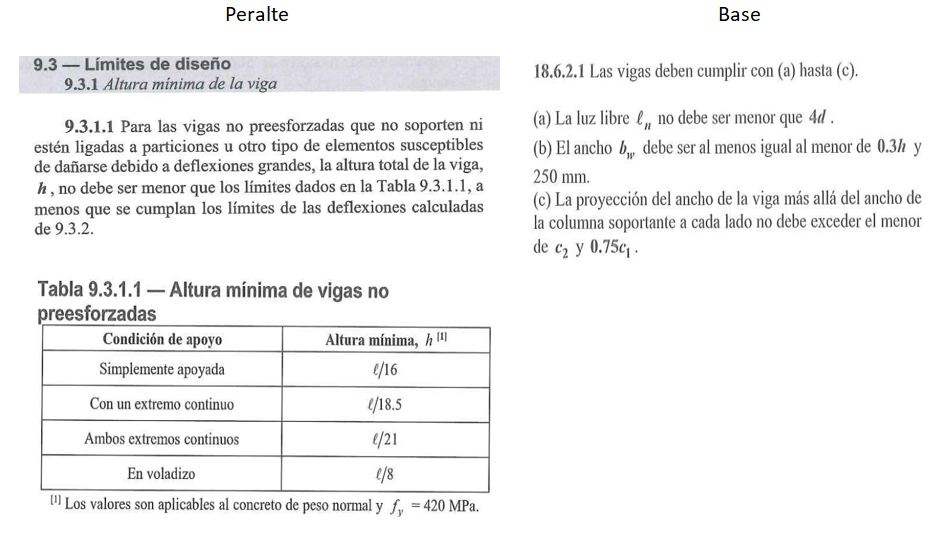 Peralte
9.3 — Límites de diseño
9.3.1 Altura mínima de la viga
9.3.1.1 Para las vigas no preesforzadas que no soporten ni
estén ligadas a particiones u otro tipo de elementos susceptibles
de dañarse debido a deflexiones grandes, la altura total de la viga,
h , no debe ser menor que los límites dados en la Tabla 9.3.1.1, a
menos que se cumplan los límites de las deflexiones calculadas
de 9.3.2.
Tabla 9.3.1.1 — Altura mínima de vigas no
preesforzadas
Condición de apoyo Altura mínima, h [1]
Simplemente apoyada ℓ/16
Con un extremo continuo ℓ/18.5
Ambos extremos continuos ℓ/21
En voladizo ℓ/8
[1] Los valores son aplicables al concreto de peso normal y fy = 420 MPa.
Base
18.6.2.1 Las vigas deben cumplir con (a) hasta (c).
(a) La luz libre ℓn no debe ser menor que 4d .
(b) El ancho bw debe ser al menos igual al menor de 0.3h y
250 mm.
(c) La proyección del ancho de la viga más allá del ancho de
la columna soportante a cada lado no debe exceder el menor
de c2 y 0.75c1 .